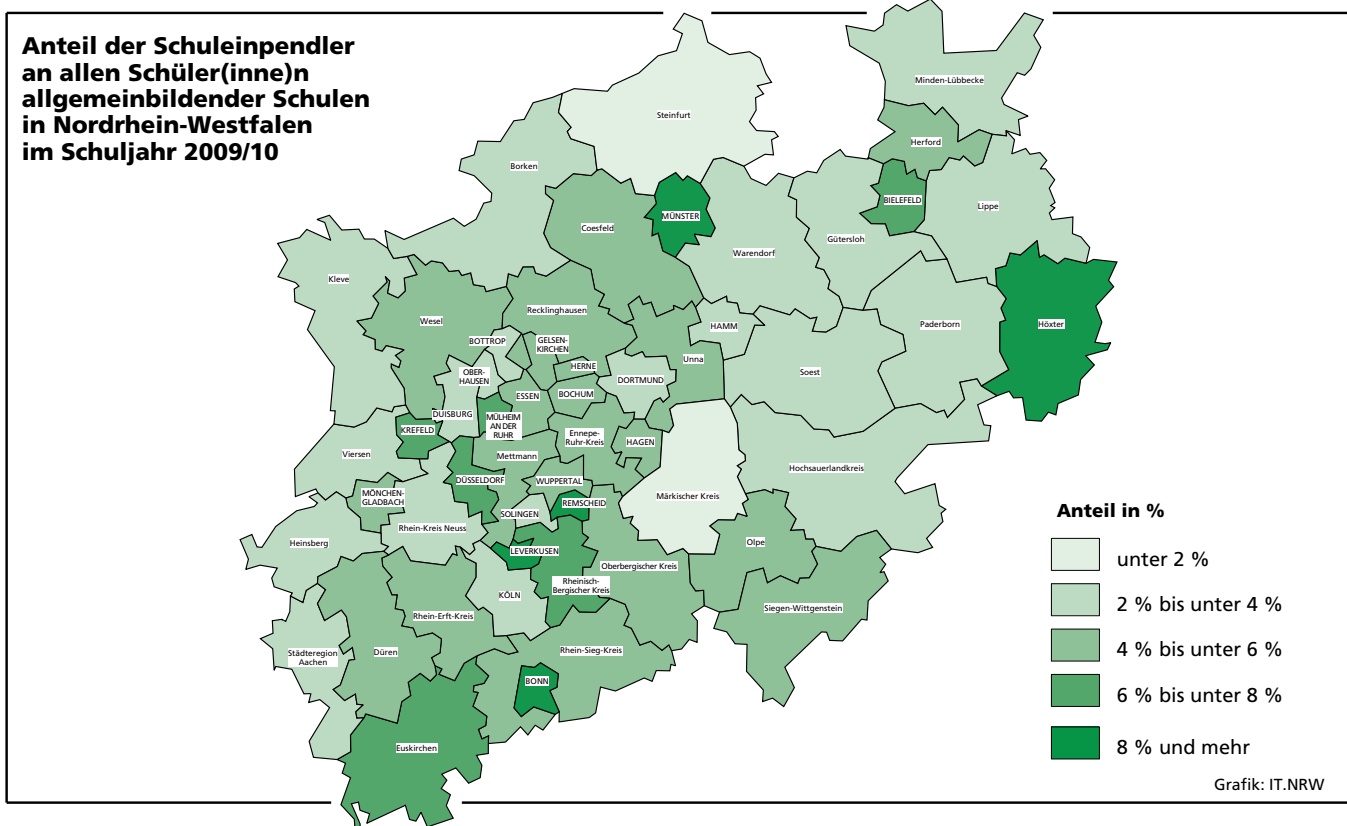 Anteil der Schuleinpendler
an allen Schüler(inne)n
allgemeinbildender Schulen
in Nordrhein-Westfalen
im Schuljahr 2009/10
Minden-Lübbecke
Steinfurt
Herford
Borken
BIELEFELD
Lippe
MÜNSTER
Coesfeld
Gütersloh
Warendorf
Kleve
Recklinghausen
Wesel
Paderborn
Höxter
HAMM
BOTTROP
GELSEN-
KIRCHEN
Unna
HERNE
Soest
OBER-
HAUSEN
DORTMUND
ESSEN
BOCHUM
DUISBURG
MÜLHEIM
AN DER
RUHR
KREFELD
Ennepe-
Ruhr-Kreis
HAGEN
Viersen
Mettmann
Hochsauerlandkreis
DÜSSELDORF
WUPPERTAL
MÖNCHEN-
GLADBACH
Märkischer Kreis
REMSCHEID
SOLINGEN
Rhein-Kreis Neuss
Heinsberg
Olpe
LEVERKUSEN
Oberbergischer Kreis
Rheinisch-
Bergischer Kreis
KÖLN
Siegen-Wittgenstein
Rhein-Erft-Kreis
Rhein-Sieg-Kreis
Städteregion
Aachen
Düren
BONN
Euskirchen
Anteil in %
unter 2 %
2 % bis unter 4 %
4 % bis unter 6 %
6 % bis unter 8 %
8 % und mehr
Grafik: IT.NRW